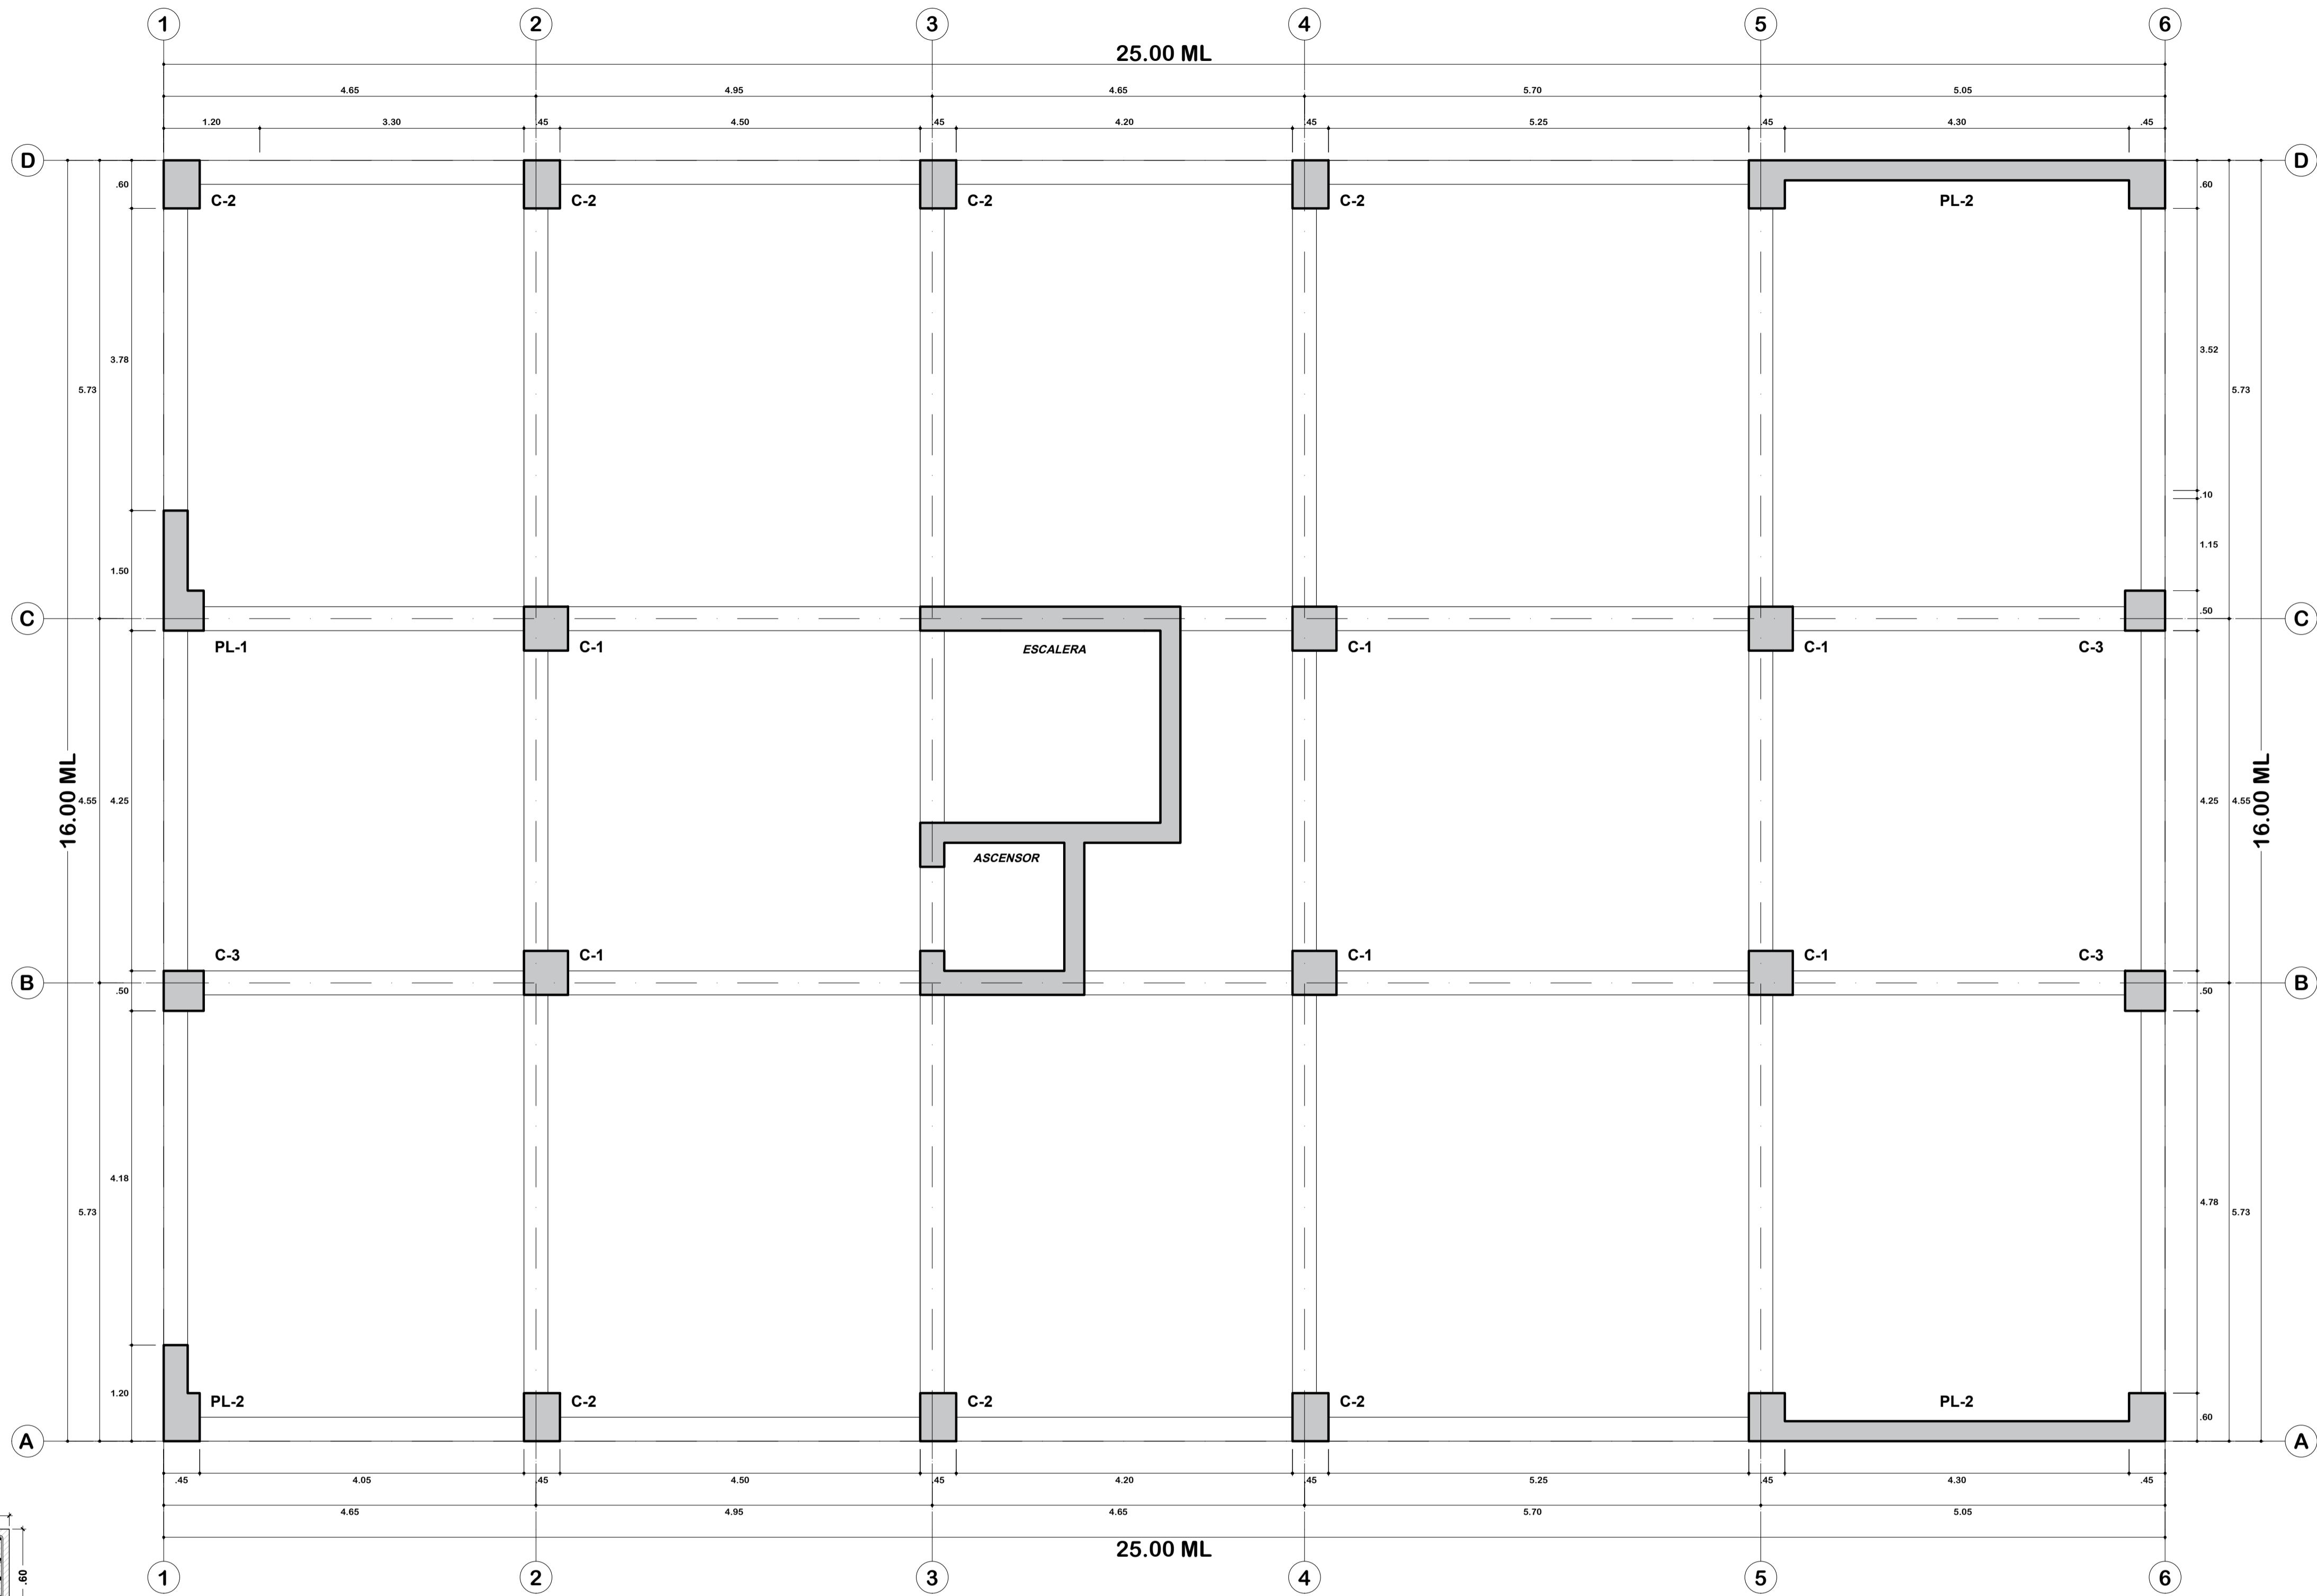 1 2 3 4 5 6
25.00 ML
4.65 4.95 4.65 5.70 5.05
1.20 3.30 .45 4.50 .45 4.20 .45 5.25 .45 4.30 .45
D D
.60 .60
C-2 C-2 C-2 C-2 PL-2
3.78 3.52
5.73 5.73
.10
1.15
1.50
.50
C C
PL-1 C-1 ESCALERA C-1 C-1 C-3
16.00 ML 4.55 4.25 4.25 4.55 16.00 ML
ASCENSOR
C-3 C-1 C-1 C-1 C-3
B B
.50 .50
4.18
4.78
5.73 5.73
1.20
PL-2 C-2 C-2 C-2 PL-2
.60
A A
.45 4.05 .45 4.50 .45 4.20 .45 5.25 .45 4.30 .45
4.65 4.95 4.65 5.70 5.05
25.00 ML
.60
1 2 3 4 5 6